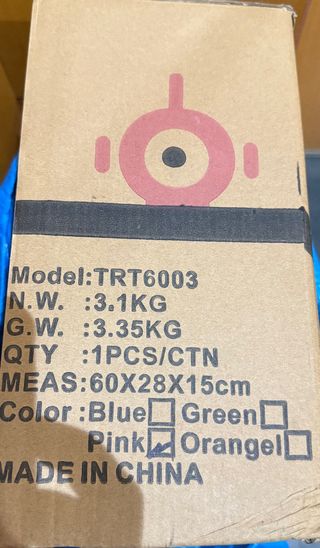 Model:TRT6003
N.W. :3.1KG
G.W. :3.35KG
QTY :1PCS/CTN
MEAS:60X28X15cm
Color :Blue☐ Green☐
Pink☑ Orangel☐
MADE IN CHINA